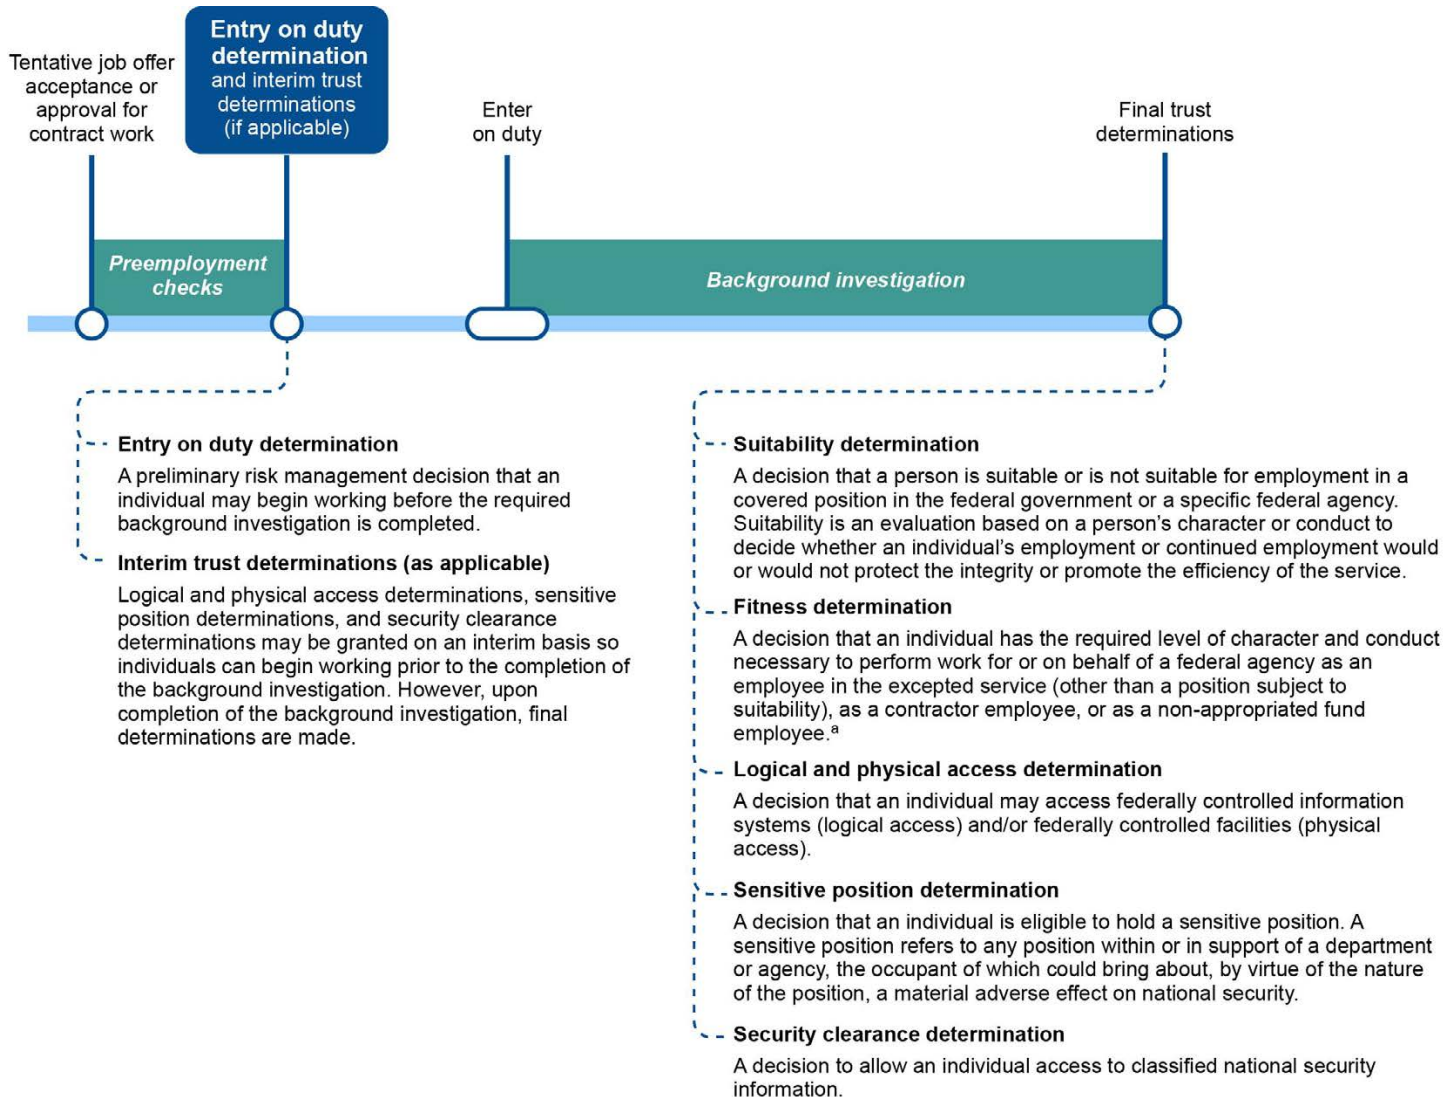 Tentative job offer
acceptance or
approval for
contract work
Entry on duty
determination
and interim trust
determinations
(if applicable)
Enter
on duty
Final trust
determinations
Preemployment
checks
Background investigation
Entry on duty determination
A preliminary risk management decision that an
individual may begin working before the required
background investigation is completed.
Interim trust determinations (as applicable)
Logical and physical access determinations, sensitive
position determinations, and security clearance
determinations may be granted on an interim basis so
individuals can begin working prior to the completion of
the background investigation. However, upon
completion of the background investigation, final
determinations are made.
Suitability determination
A decision that a person is suitable or is not suitable for employment in a
covered position in the federal government or a specific federal agency.
Suitability is an evaluation based on a person’s character or conduct to
decide whether an individual’s employment or continued employment would
or would not protect the integrity or promote the efficiency of the service.
Fitness determination
A decision that an individual has the required level of character and conduct
necessary to perform work for or on behalf of a federal agency as an
employee in the excepted service (other than a position subject to
suitability), as a contractor employee, or as a non-appropriated fund
employee.ª
Logical and physical access determination
A decision that an individual may access federally controlled information
systems (logical access) and/or federally controlled facilities (physical
access).
Sensitive position determination
A decision that an individual is eligible to hold a sensitive position. A
sensitive position refers to any position within or in support of a department
or agency, the occupant of which could bring about, by virtue of the nature
of the position, a material adverse effect on national security.
Security clearance determination
A decision to allow an individual access to classified national security
information.